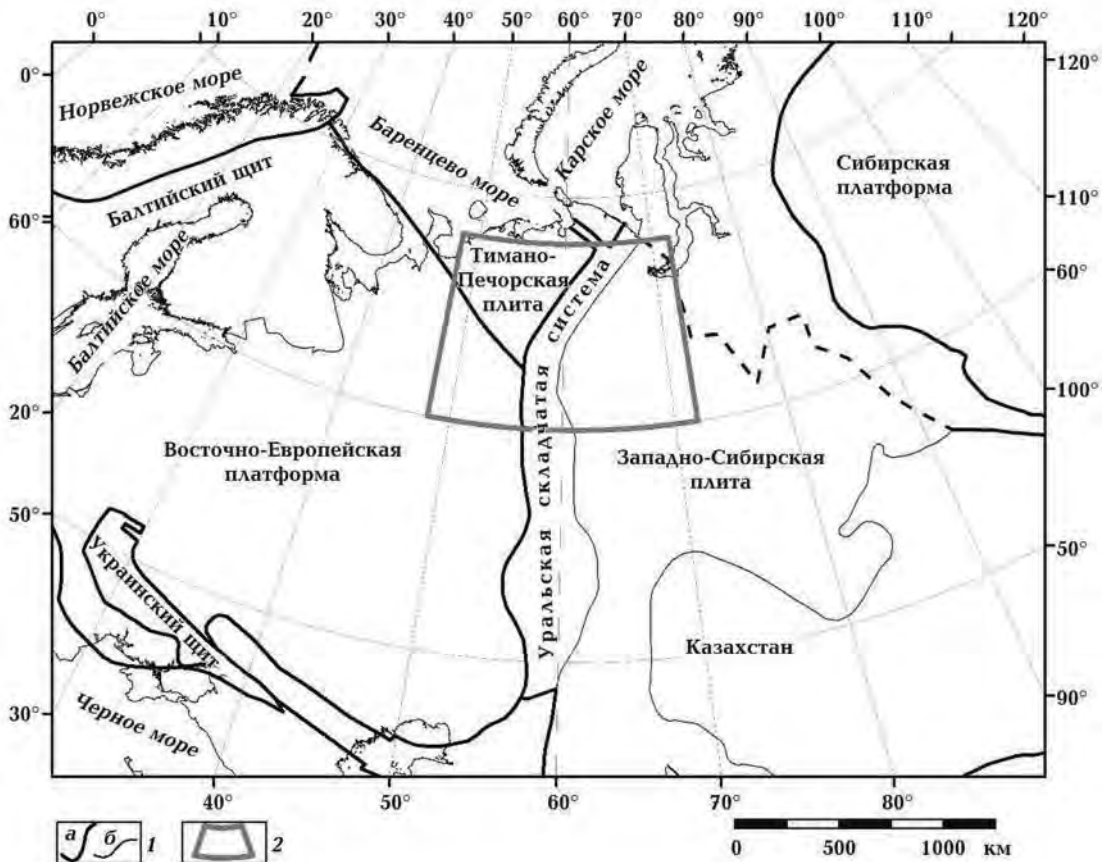 0° 10° 20° 30° 40° 50° 60° 70° 80° 90° 100° 110° 120°
0°
60°
20°
50°
30°
120°
110°
60°
100°
50°
90°
40° 50° 60° 70° 80°
Норвежское море
Балтийский щит
Балтийское море
Баренцево море
Карское море
Сибирская
платформа
Тимано-
Печорская
плита
Уральская складчатая система
Восточно-Европейская
платформа
Западно-Сибирская
плита
Украинский щит
Казахстан
Черное море
а б 1
2
0 500 1000 км